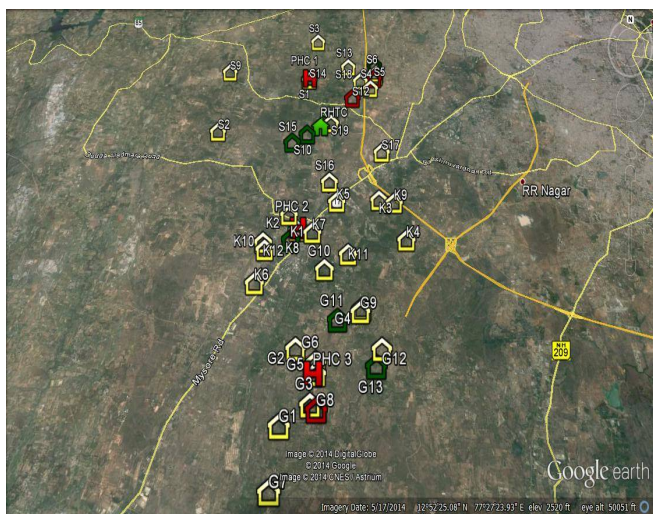 S3
PHC 1
S13
S6
S9
S14
S18
S4
S5
S1
S12
RHTC
S2
S15
S19
S10
S17
S16
K5
RR Nagar
PHC 2
K3
K9
K2
K1
K7
K10
K8
K4
K12
G10
K11
K6
G11
G9
G4
Mysore Rd
G6
G2
G5
PHC 3
G12
NH
209
G3
G13
G8
G1
Image © 2014 DigitalGlobe
© 2014 Google
Image © 2014 CNES / Astrium
Google earth
G7
Imagery Date: 5/17/2014 12°52'25.08" N 77°27'23.93" E elev 2520 ft eye alt 50051 ft